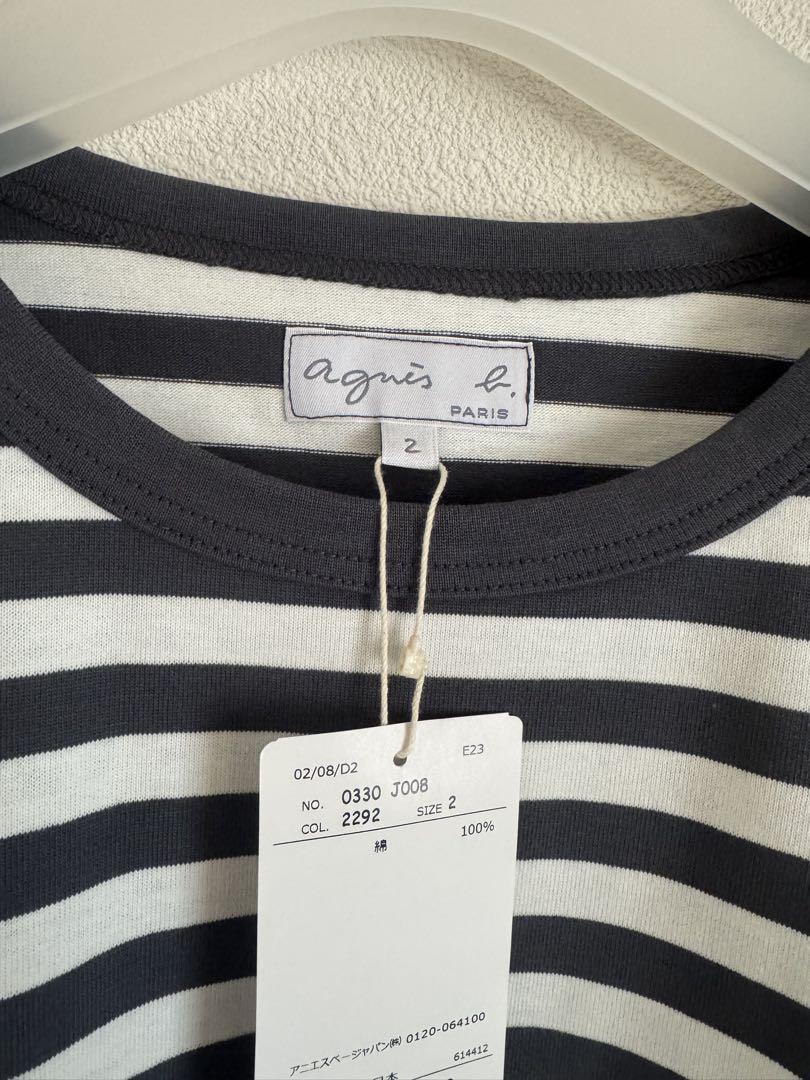 agnès b.
PARIS
2
02/08/D2 E23
NO. 0330 J008
COL. 2292 SIZE 2
綿 100%
アニエスベージャパン㈱ 0120-064100
614412